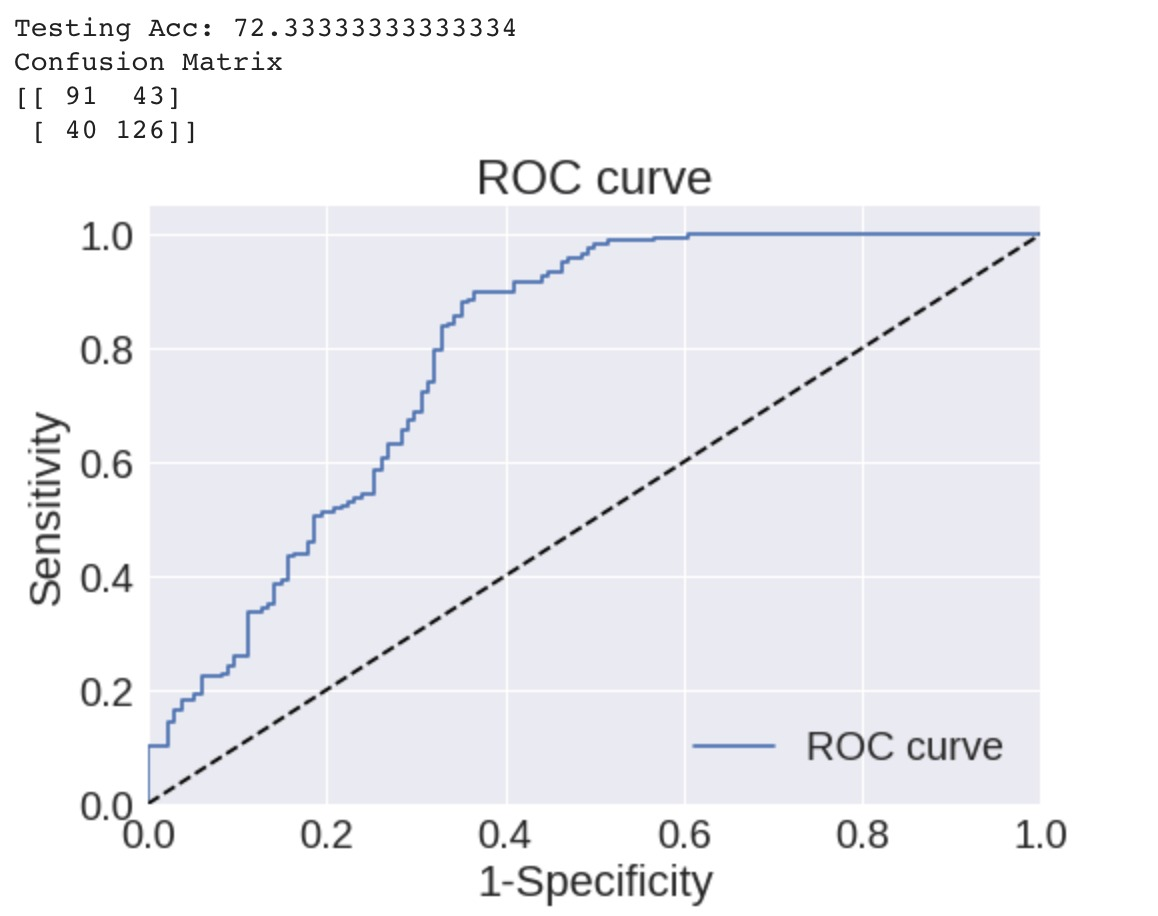 Testing Acc: 72.33333333333334
Confusion Matrix
[[ 91  43]
 [ 40 126]]
ROC curve
1.0
0.8
0.6
0.4
0.2
0.0
Sensitivity
ROC curve
0.0 0.2 0.4 0.6 0.8 1.0
1-Specificity